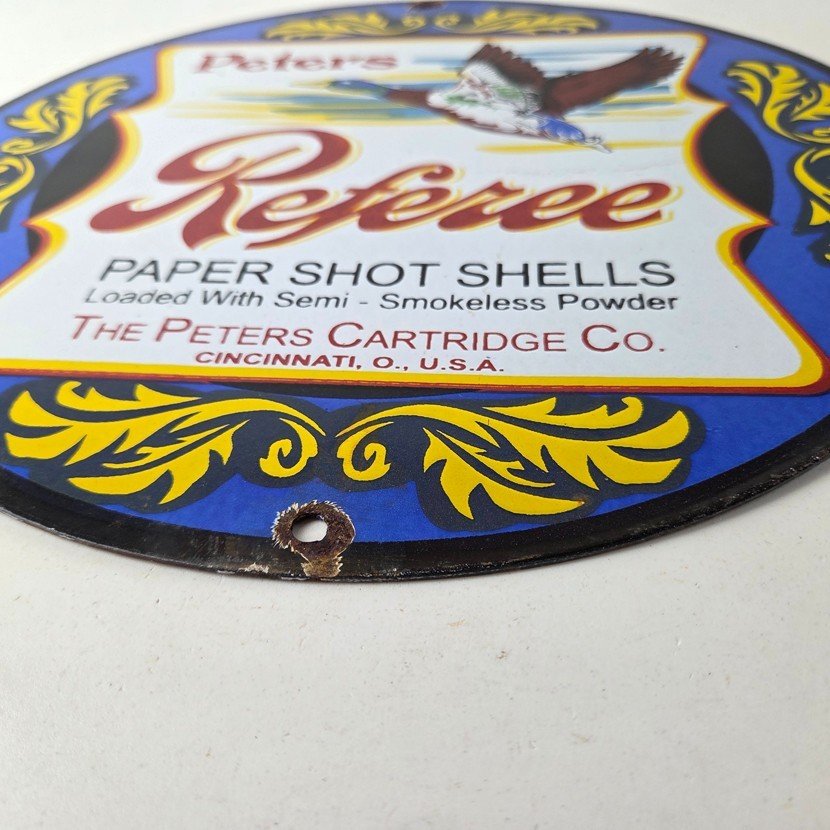 Peters
Referee
PAPER SHOT SHELLS
Loaded With Semi - Smokeless Powder
THE PETERS CARTRIDGE CO.
CINCINNATI, O., U.S.A.